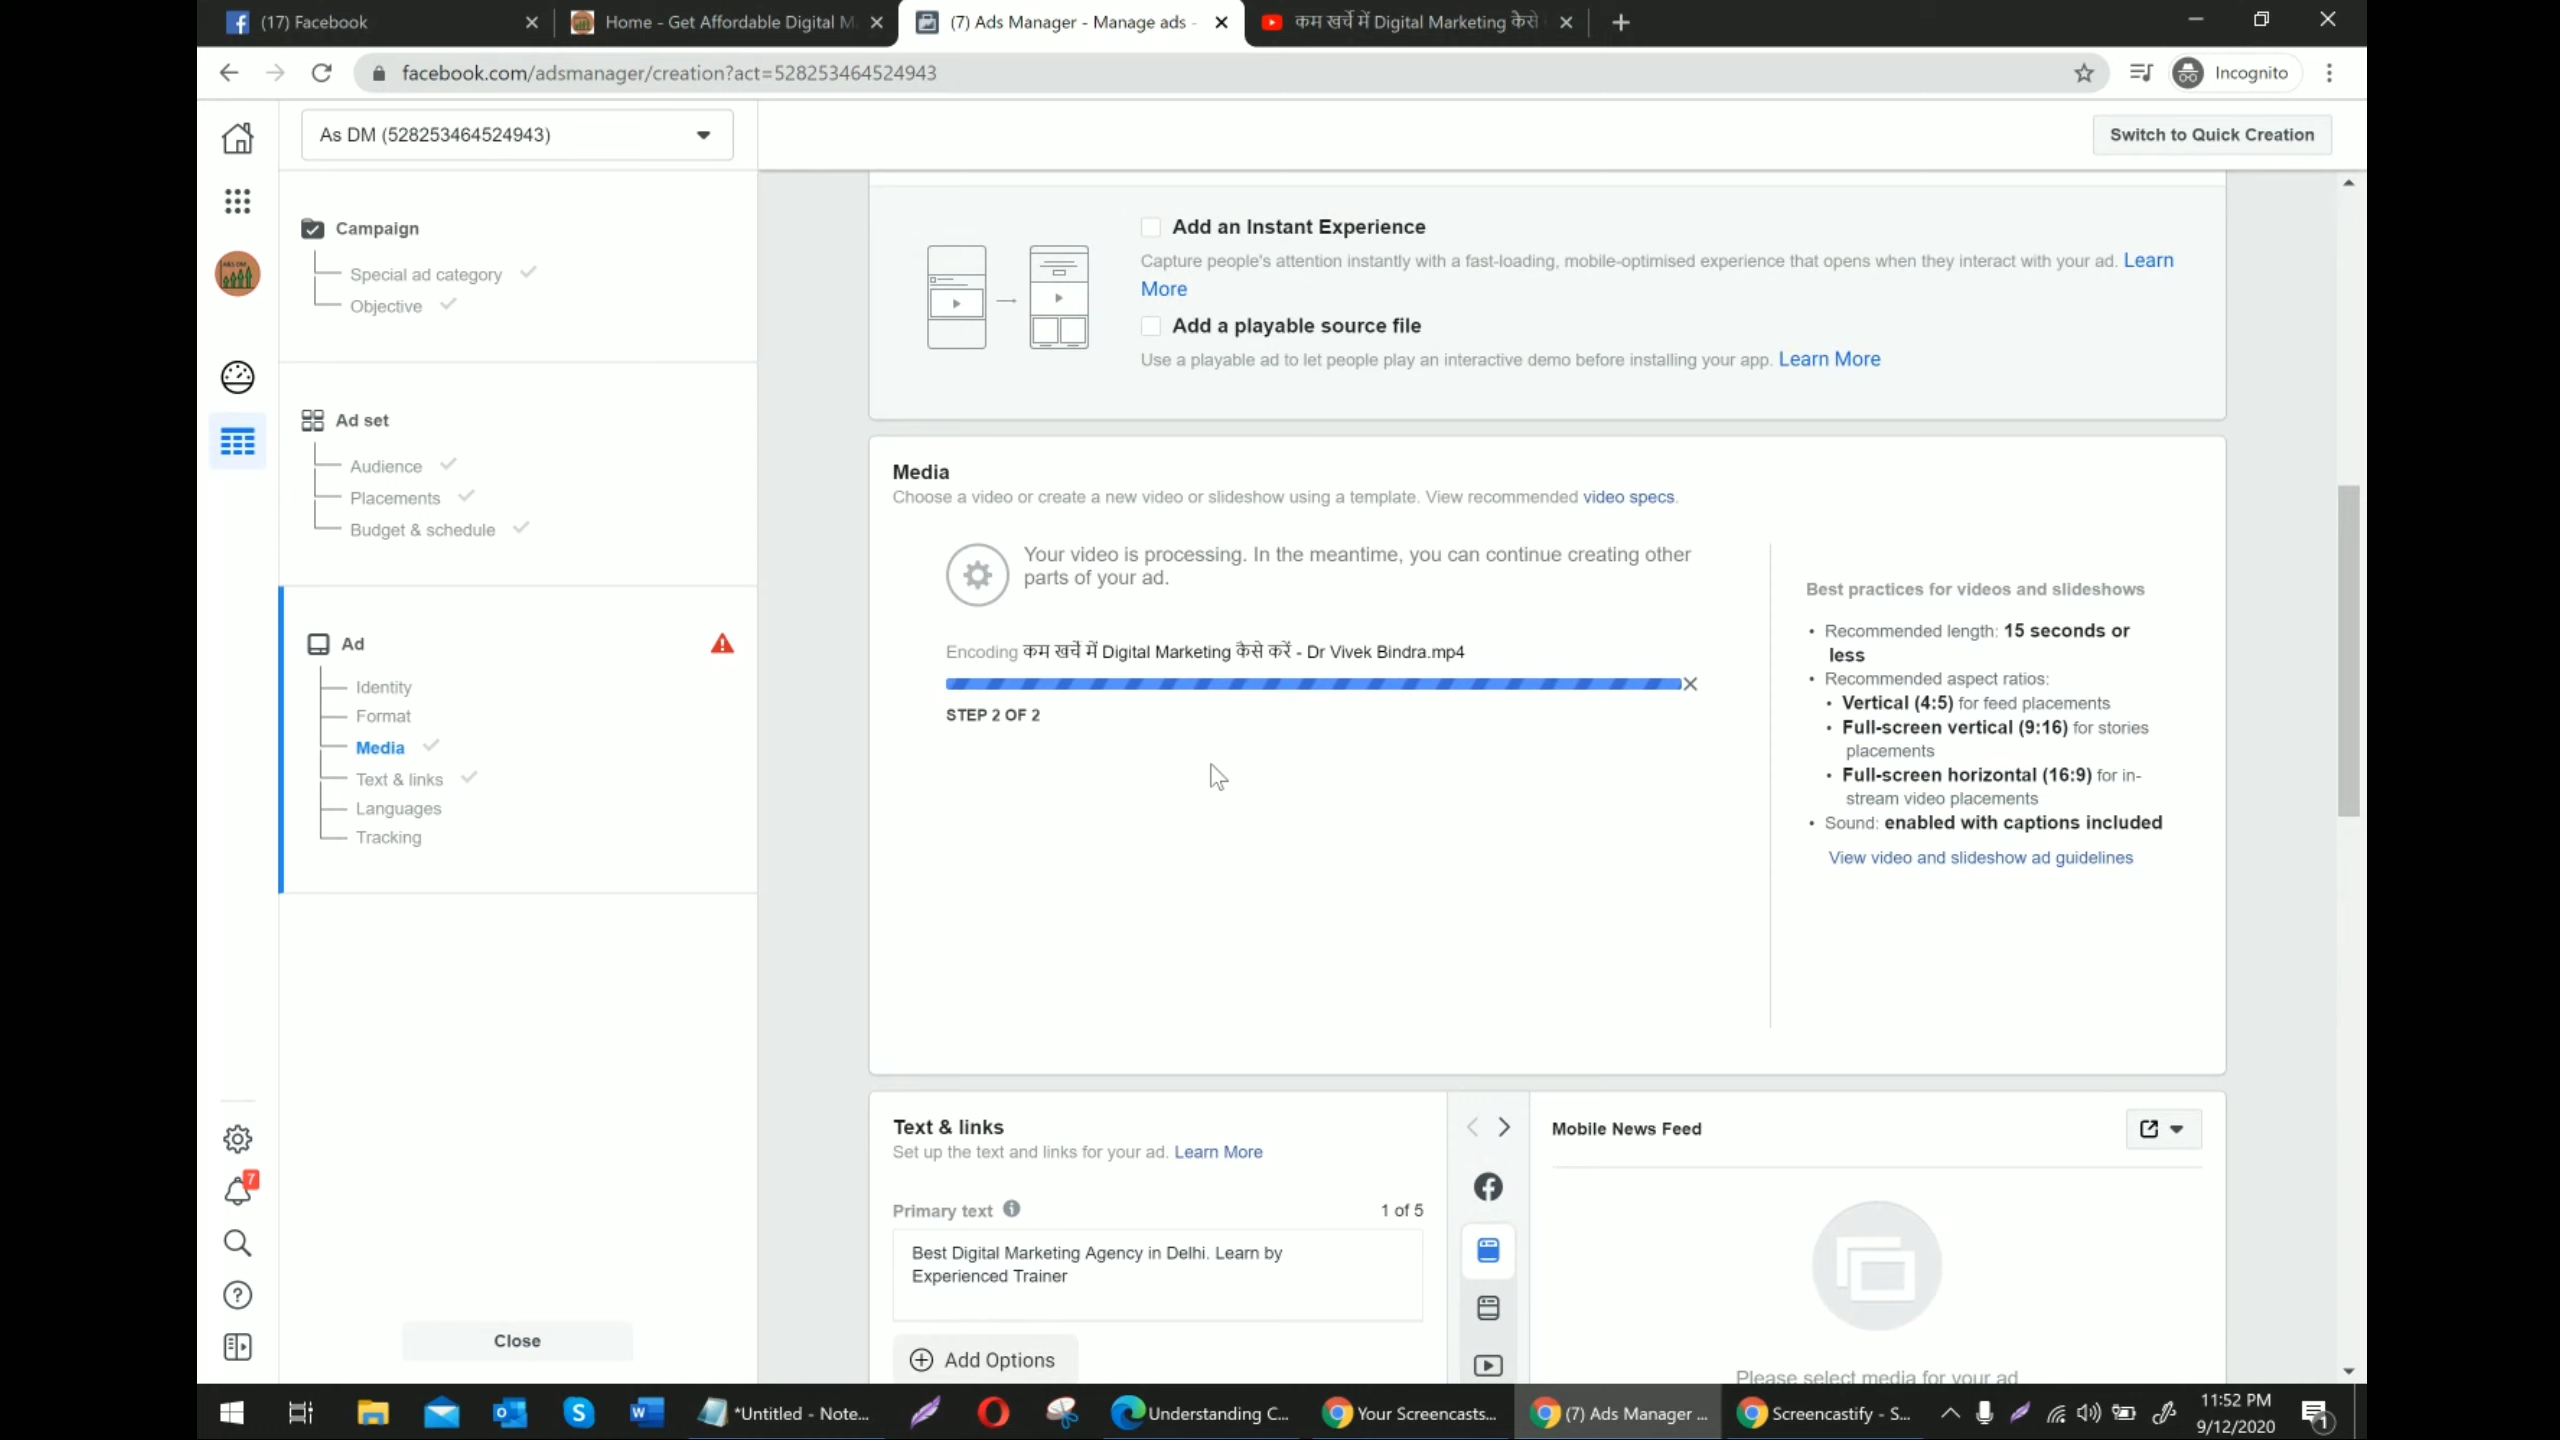 (17) Facebook
Home - Get Affordable Digital M
(7) Ads Manager - Manage ads -
कम खर्चे में Digital Marketing कैसे
facebook.com/adsmanager/creation?act=528253464524943
Incognito
As DM (528253464524943)
Switch to Quick Creation
Campaign
Special ad category
Objective
Ad set
Audience
Placements
Budget & schedule
Ad
Identity
Format
Media
Text & links
Languages
Tracking
Close
7
Add an Instant Experience
Capture people's attention instantly with a fast-loading, mobile-optimised experience that opens when they interact with your ad. Learn
More
Add a playable source file
Use a playable ad to let people play an interactive demo before installing your app. Learn More
Media
Choose a video or create a new video or slideshow using a template. View recommended video specs.
Your video is processing. In the meantime, you can continue creating other
parts of your ad.
Encoding कम खर्चे में Digital Marketing कैसे करें - Dr Vivek Bindra.mp4
STEP 2 OF 2
Best practices for videos and slideshows
• Recommended length: 15 seconds or
less
• Recommended aspect ratios:
• Vertical (4:5) for feed placements
• Full-screen vertical (9:16) for stories
placements
• Full-screen horizontal (16:9) for in-
stream video placements
• Sound: enabled with captions included
View video and slideshow ad guidelines
Text & links
Set up the text and links for your ad. Learn More
Primary text
1 of 5
Best Digital Marketing Agency in Delhi. Learn by
Experienced Trainer
Add Options
Mobile News Feed
Please select media for your ad
*Untitled - Note...
Understanding C...
Your Screencasts...
(7) Ads Manager ...
Screencastify - S...
11:52 PM
9/12/2020
1